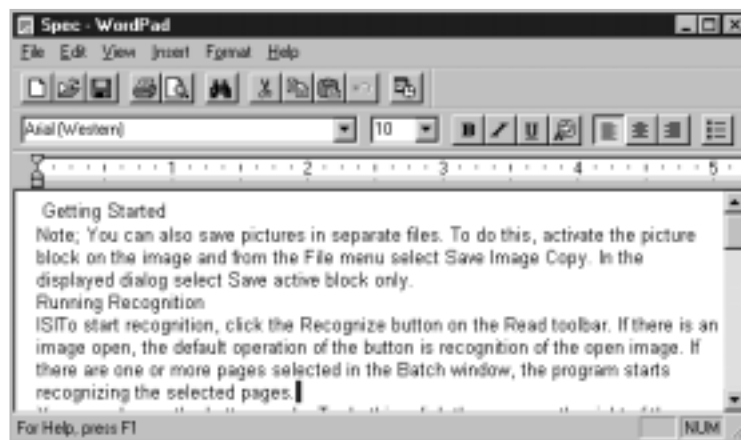 Spec - WordPad
File Edit View Insert Format Help
Arial (Western) 10 B / U
1 2 3 4 5
Getting Started
Note; You can also save pictures in separate files. To do this, activate the picture
block on the image and from the File menu select Save Image Copy. In the
displayed dialog select Save active block only.
Running Recognition
ISITo start recognition, click the Recognize button on the Read toolbar. If there is an
image open, the default operation of the button is recognition of the open image. If
there are one or more pages selected in the Batch window, the program starts
recognizing the selected pages.
For Help, press F1 NUM